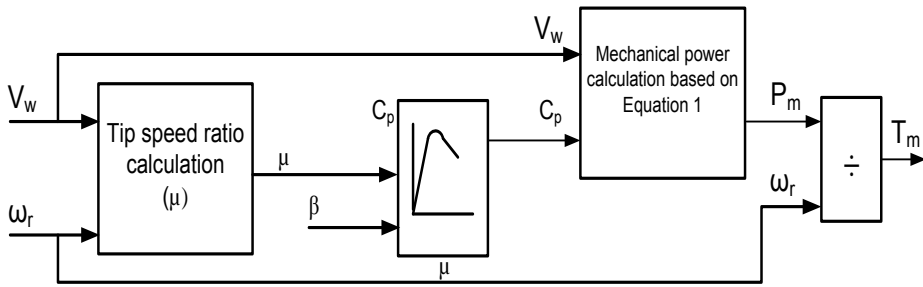 V_w
Mechanical power
calculation based on
Equation 1
V_w
P_m
C_p
C_p
T_m
Tip speed ratio
calculation
(μ)
μ
÷
ω_r
β
ω_r
μ